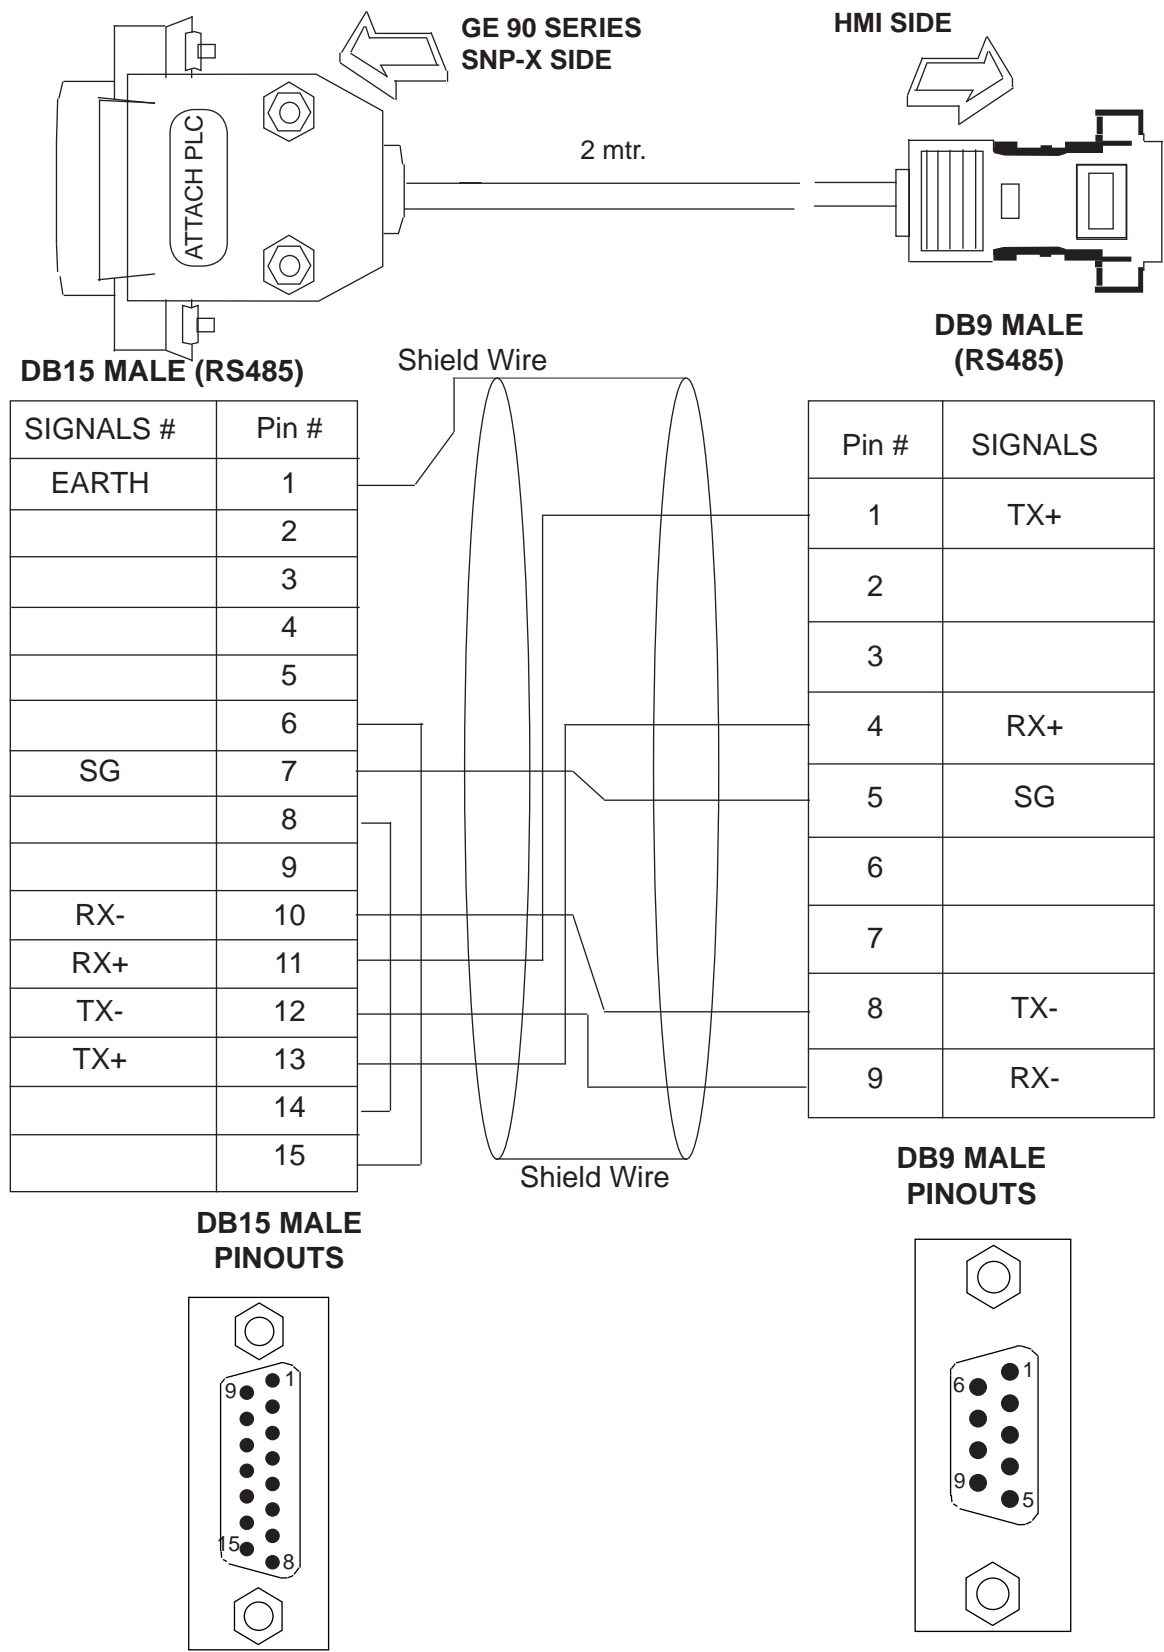 GE 90 SERIES
SNP-X SIDE
HMI SIDE
ATTACH PLC
2 mtr.
DB15 MALE (RS485)
Shield Wire
DB9 MALE
(RS485)
SIGNALS # Pin #
EARTH 1
2
3
4
5
6
SG 7
8
9
RX- 10
RX+ 11
TX- 12
TX+ 13
14
15
Pin # SIGNALS
1 TX+
2
3
4 RX+
5 SG
6
7
8 TX-
9 RX-
Shield Wire
DB15 MALE
PINOUTS
DB9 MALE
PINOUTS
9 1
15 8
6 1
9 5